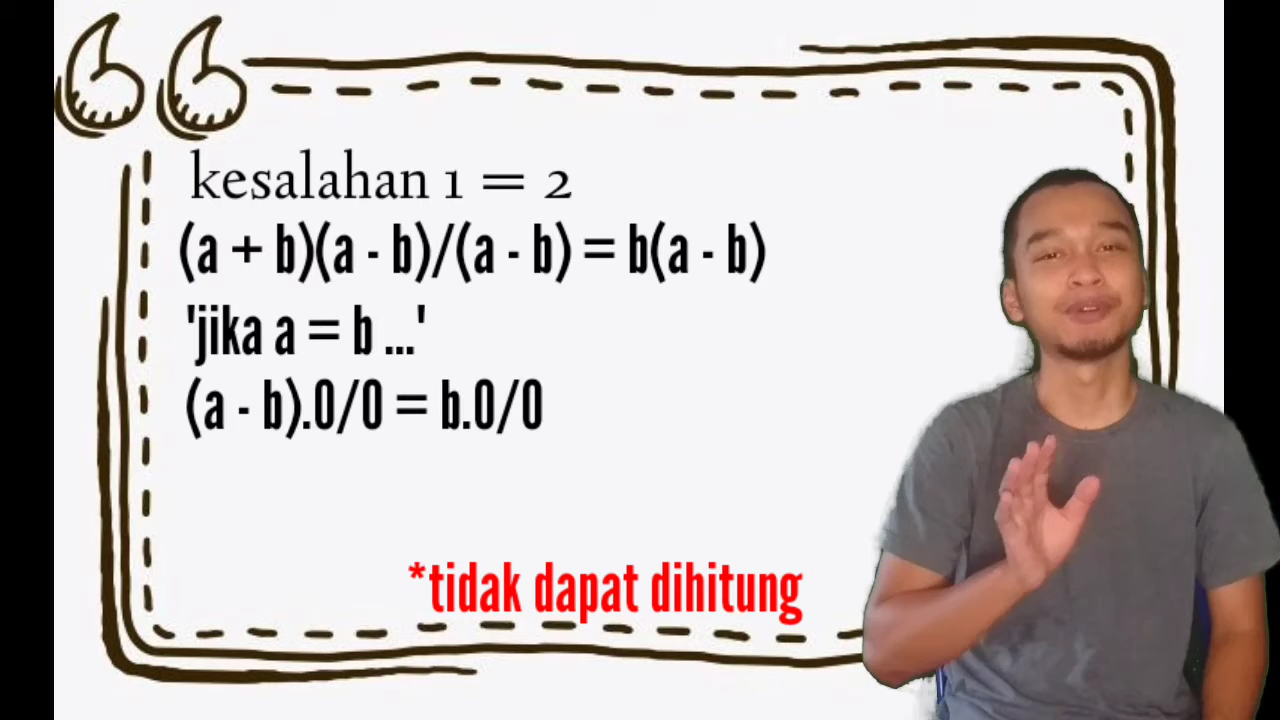 kesalahan 1 = 2
(a + b)(a - b)/(a - b) = b(a - b)
'jika a = b ...'
(a - b).0/0 = b.0/0
*tidak dapat dihitung